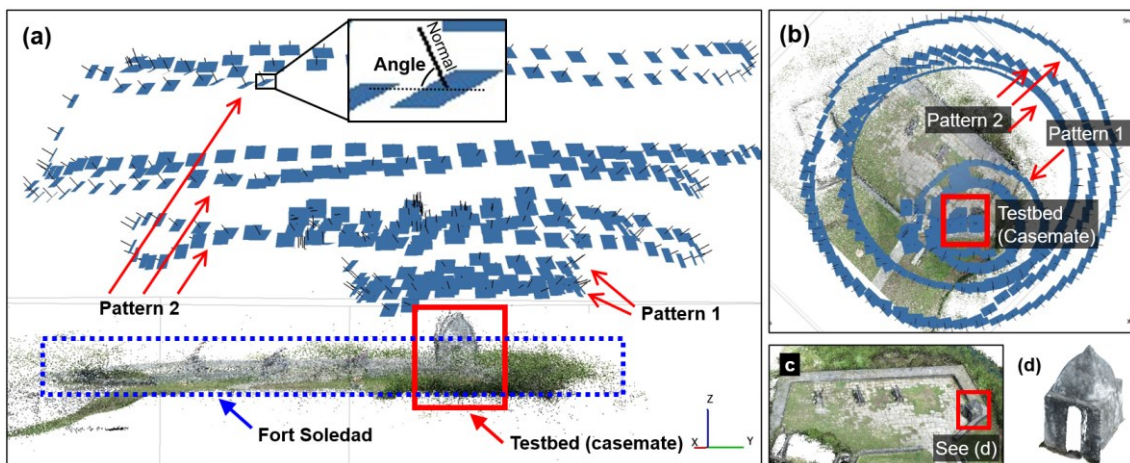 (a)
Normal
Angle
Pattern 2
Pattern 1
Fort Soledad
Testbed (casemate)
Z
X
Y
(b)
Pattern 2
Pattern 1
Testbed
(Casemate)
c
See (d)
(d)